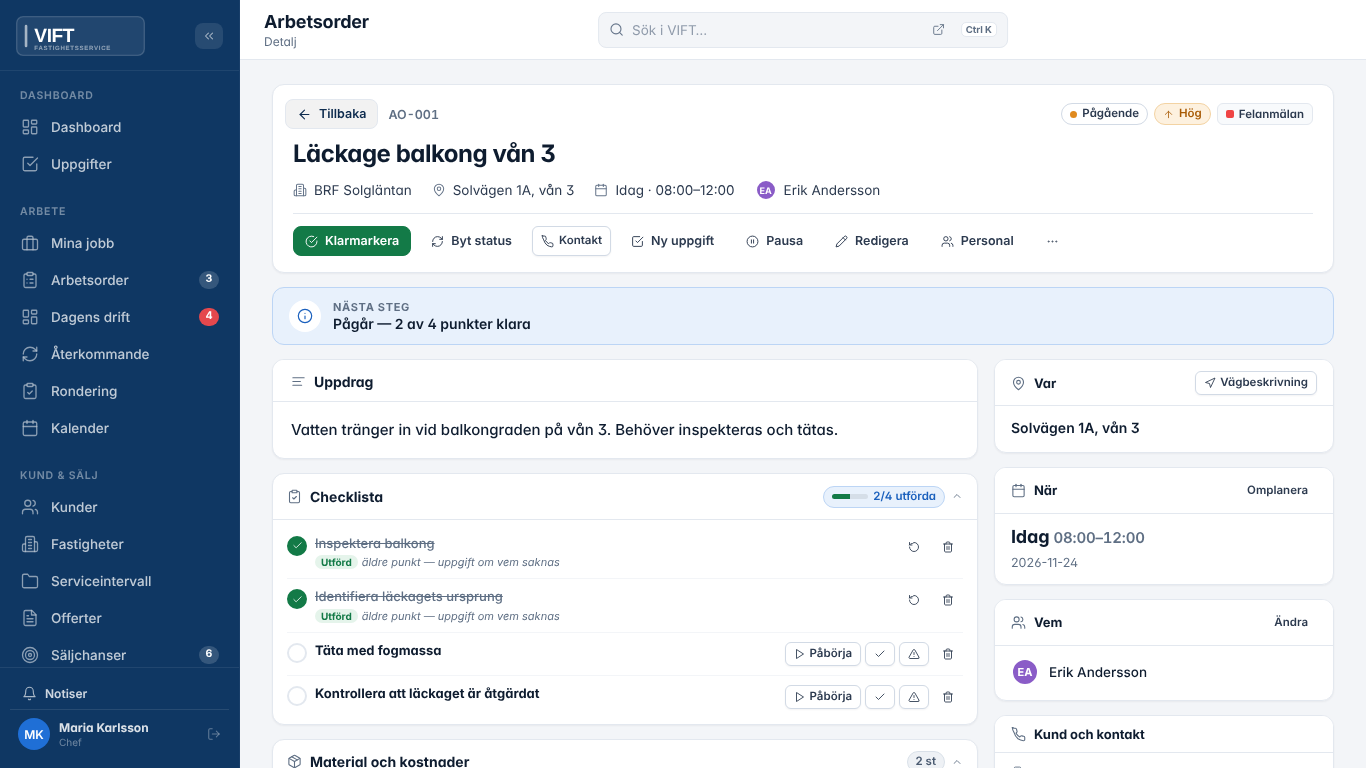 VIFT
FASTIGHETSSERVICE
DASHBOARD
Dashboard
Uppgifter
ARBETE
Mina jobb
Arbetsorder 3
Dagens drift 4
Återkommande
Rondering
Kalender
KUND & SÄLJ
Kunder
Fastigheter
Serviceintervall
Offerter
Säljchanser 6
Notiser
MK Maria Karlsson
Chef
Arbetsorder
Detalj
Sök i VIFT... Ctrl K
Tillbaka AO-001 Pågående Hög Felanmälan
Läckage balkong vån 3
BRF Solgläntan Solvägen 1A, vån 3 Idag · 08:00–12:00 EA Erik Andersson
Klarmarkera Byt status Kontakt Ny uppgift Pausa Redigera Personal ...
NÄSTA STEG
Pågår — 2 av 4 punkter klara
Uppdrag
Vatten tränger in vid balkongraden på vån 3. Behöver inspekteras och tätas.
Checklista 2/4 utförda
Inspektera balkong
Utförd äldre punkt — uppgift om vem saknas
Identifiera läckagets ursprung
Utförd äldre punkt — uppgift om vem saknas
Täta med fogmassa Påbörja
Kontrollera att läckaget är åtgärdat Påbörja
Material och kostnader 2 st
Var Vägbeskrivning
Solvägen 1A, vån 3
När Omplanera
Idag 08:00–12:00
2026-11-24
Vem Ändra
EA Erik Andersson
Kund och kontakt